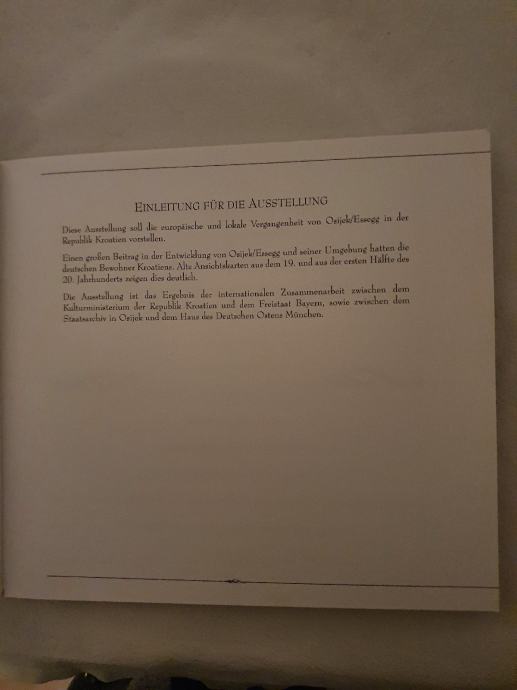 EINLEITUNG FÜR DIE AUSSTELLUNG
Diese Ausstellung soll die europäische und lokale Vergangenheit von Osijek/Essegg in der
Republik Kroatien vorstellen.
Einen großen Beitrag in der Entwicklung von Osijek/Essegg und seiner Umgebung hatten die
deutschen Bewohner Kroatiens. Alte Ansichtskarten aus dem 19. und aus der ersten Hälfte des
20. Jahrhunderts zeigen dies deutlich.
Die Ausstellung ist das Ergebnis der internationalen Zusammenarbeit zwischen dem
Kulturministerium der Republik Kroatien und dem Freistaat Bayern, sowie zwischen dem
Staatsarchiv in Osijek und dem Haus des Deutschen Ostens München.